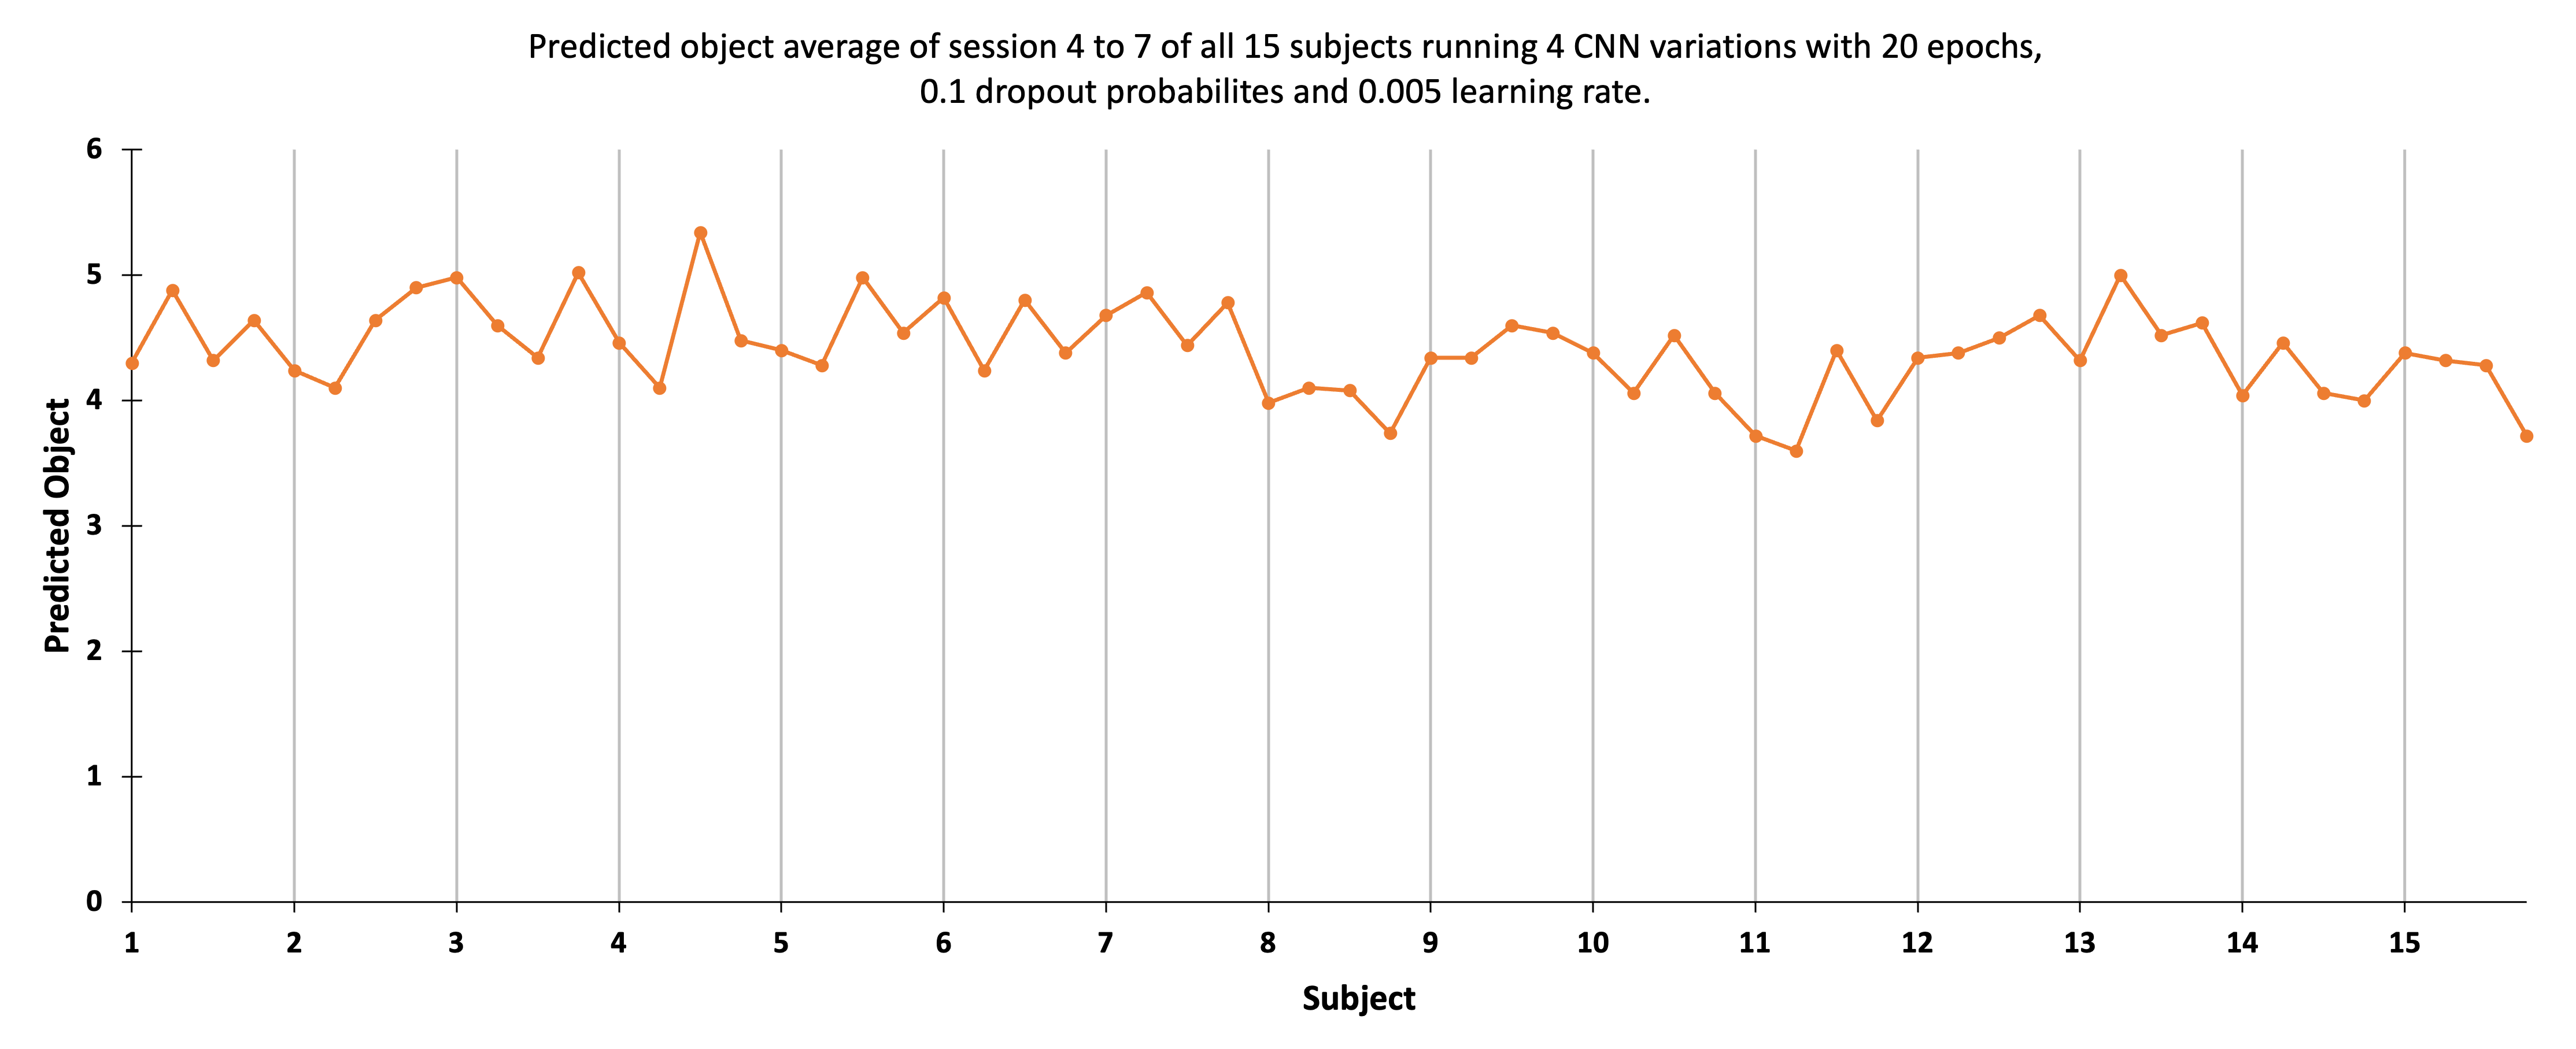 Predicted object average of session 4 to 7 of all 15 subjects running 4 CNN variations with 20 epochs,
0.1 dropout probabilites and 0.005 learning rate.
6
5
4
3
2
1
0
Predicted Object
1 2 3 4 5 6 7 8 9 10 11 12 13 14 15
Subject